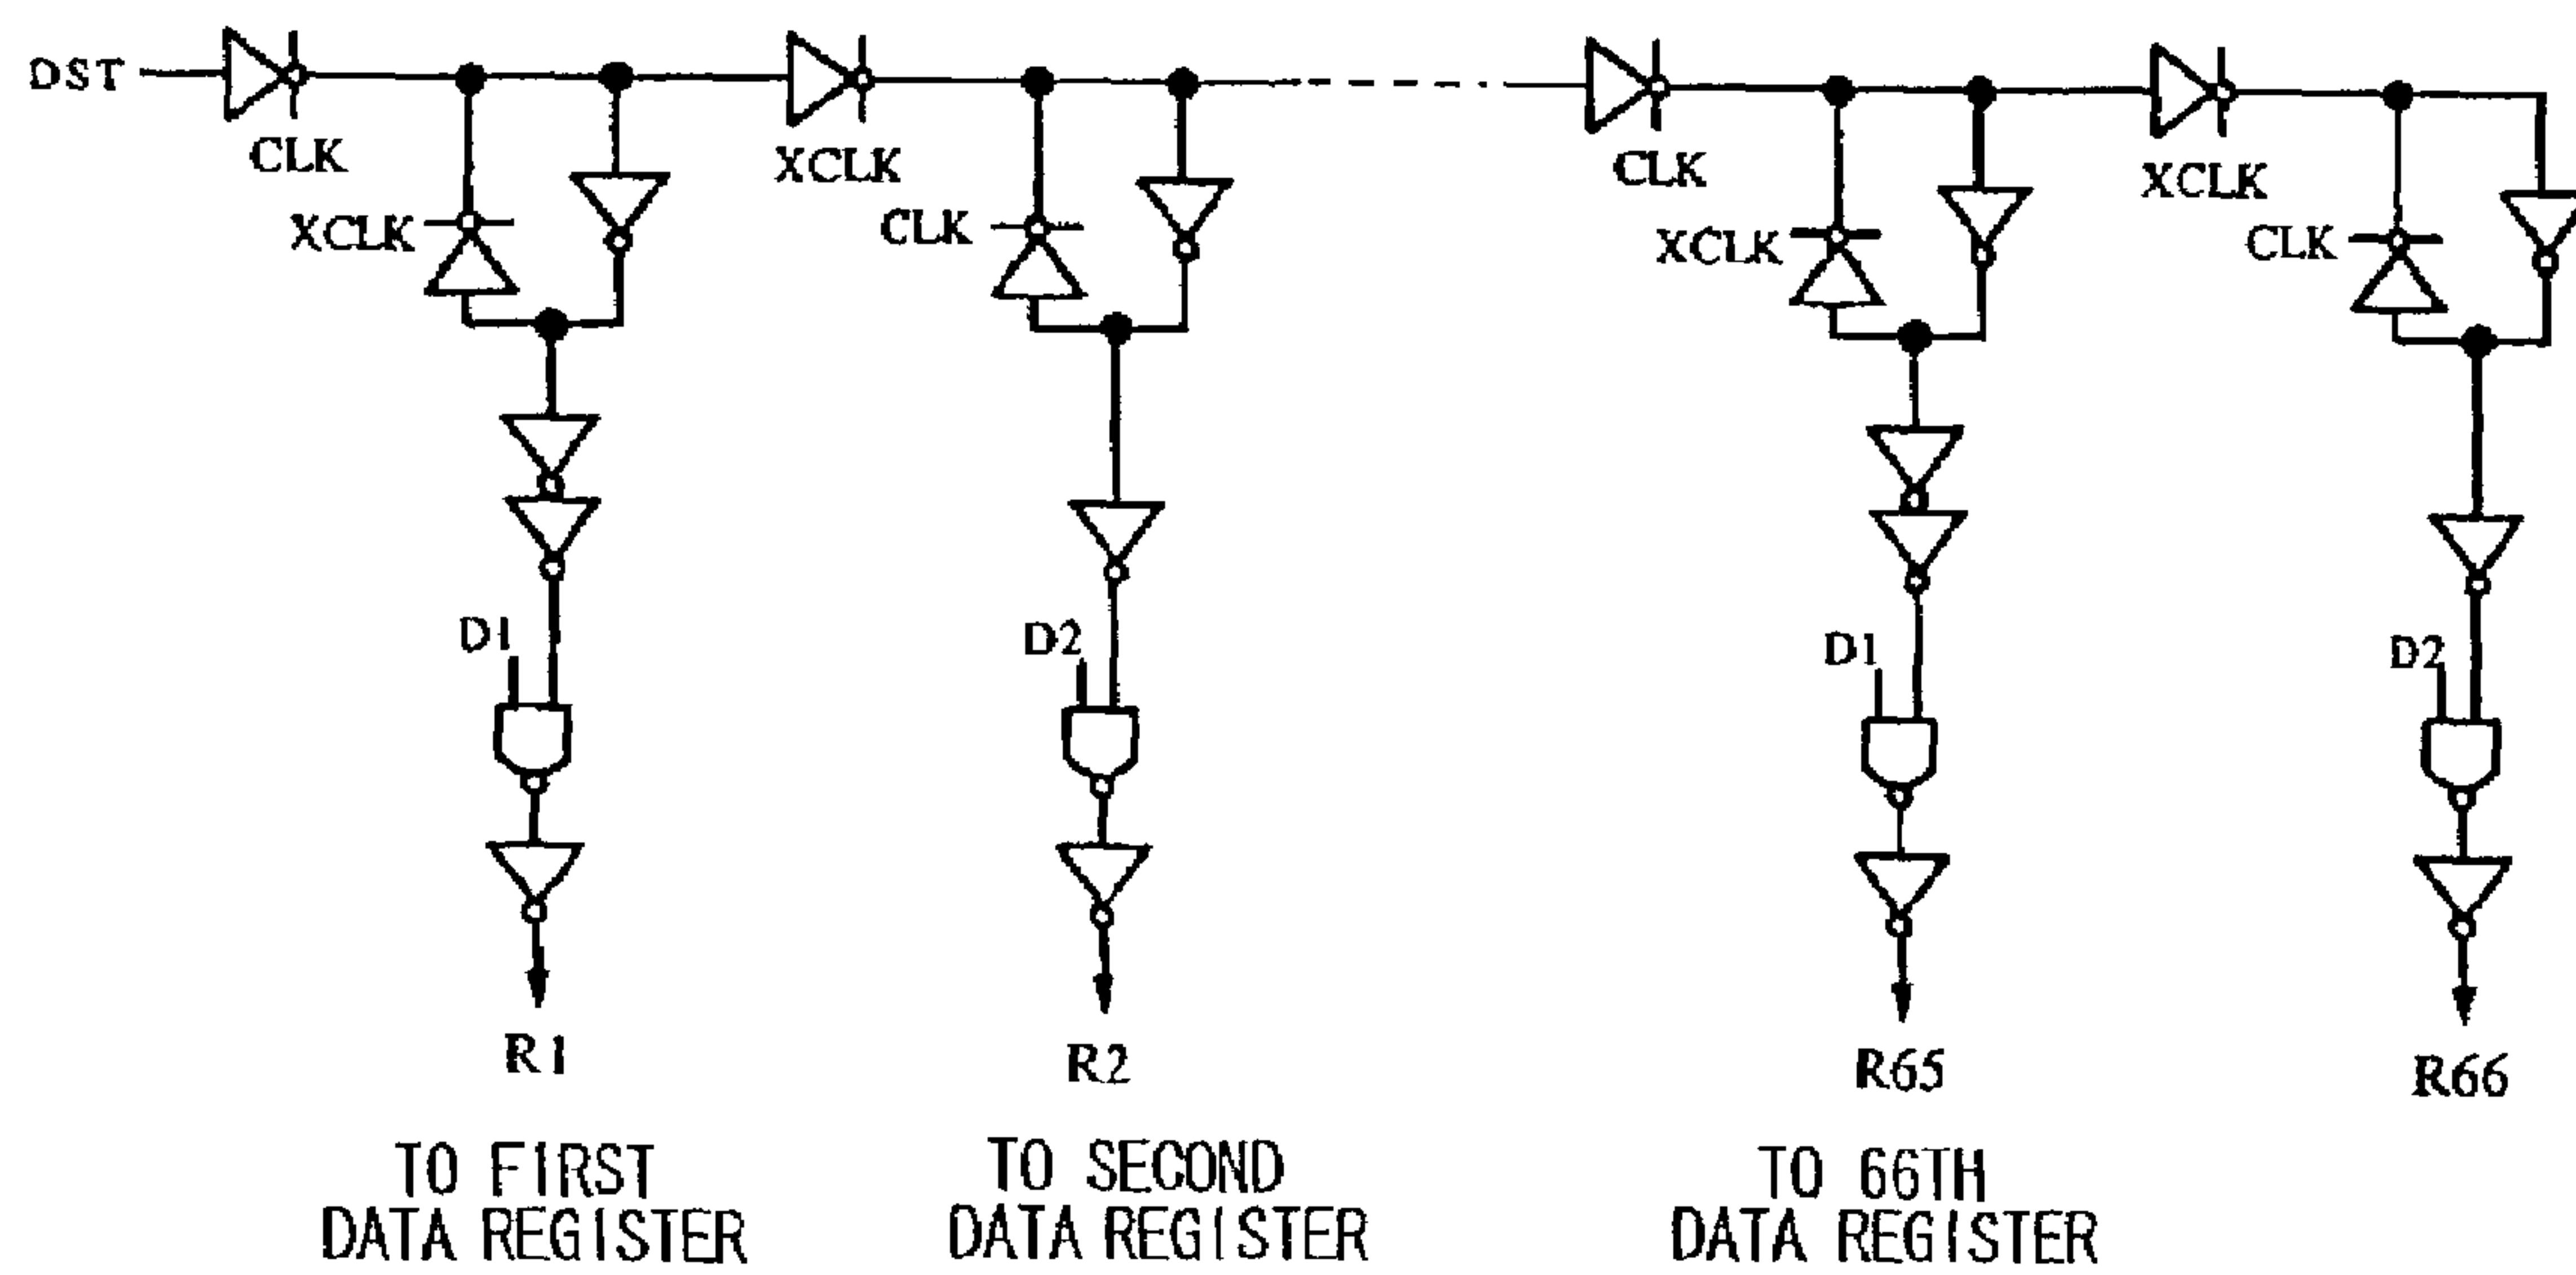 DST
CLK
XCLK
CLK
XCLK
XCLK
CLK
XCLK
CLK
D1
D2
D1
D2
R1
R2
R65
R66
TO FIRST
DATA REGISTER
TO SECOND
DATA REGISTER
TO 66TH
DATA REGISTER